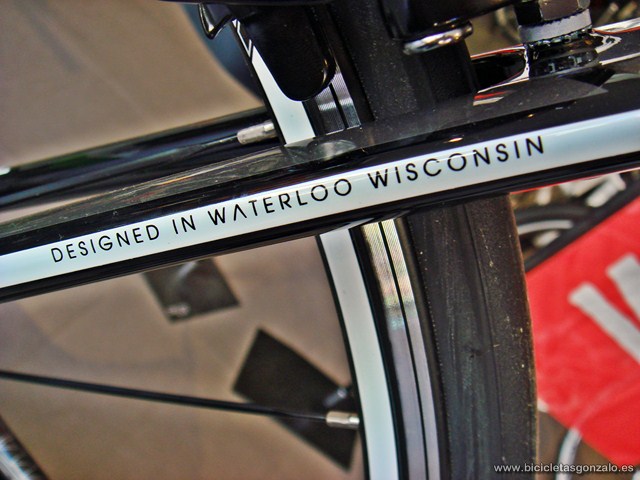 DESIGNED IN WATERLOO WISCONSIN
www.bicicletasgonzalo.es